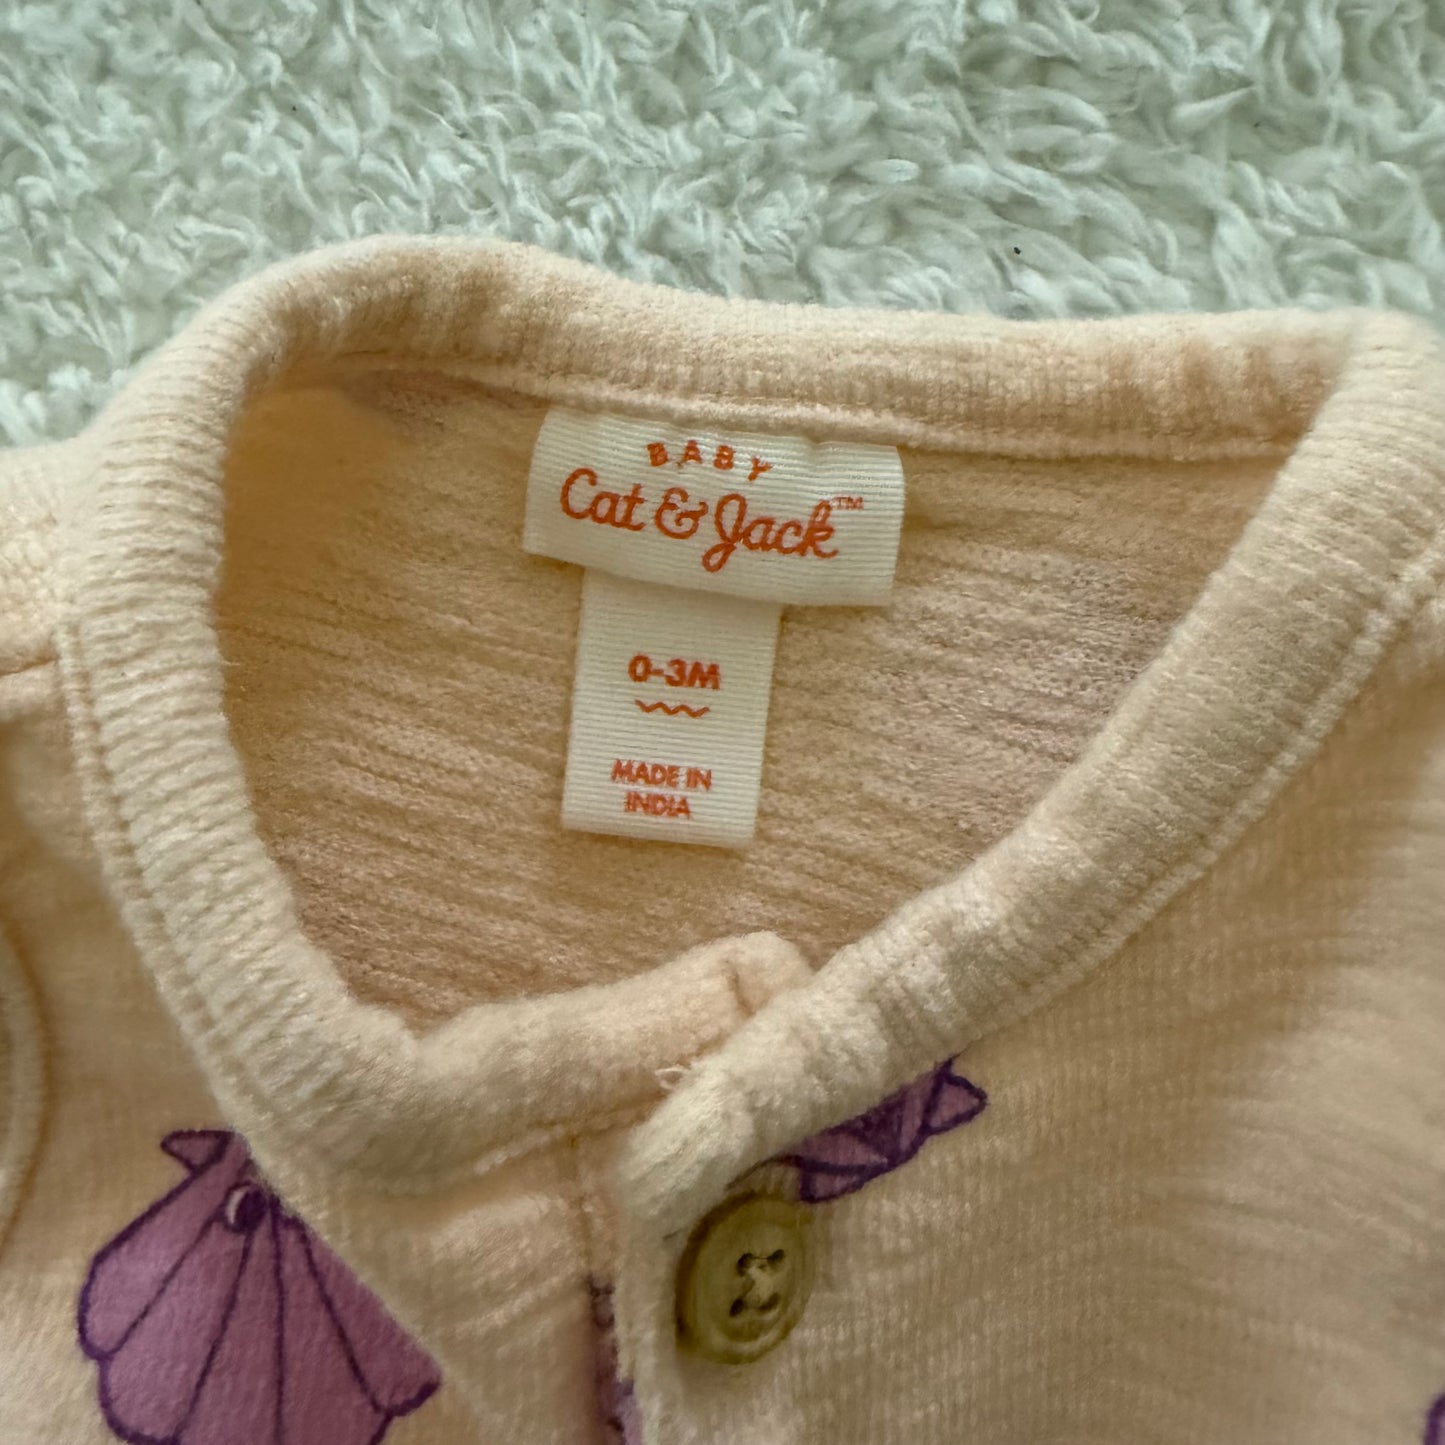 BABY
Cat & Jack™
0-3M
MADE IN
INDIA